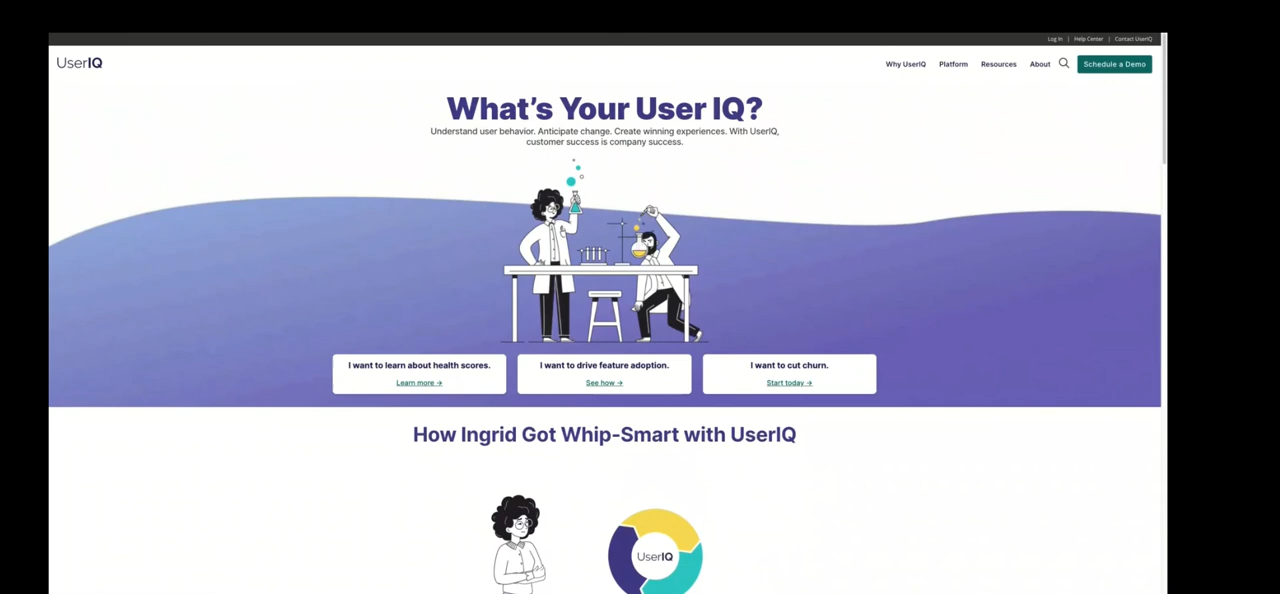 Log In | Help Center | Contact UserIQ
UserIQ
Why UserIQ Platform Resources About Schedule a Demo
What's Your User IQ?
Understand user behavior. Anticipate change. Create winning experiences. With UserIQ,
customer success is company success.
I want to learn about health scores.
Learn more →
I want to drive feature adoption.
See how →
I want to cut churn.
Start today →
How Ingrid Got Whip-Smart with UserIQ
UserIQ